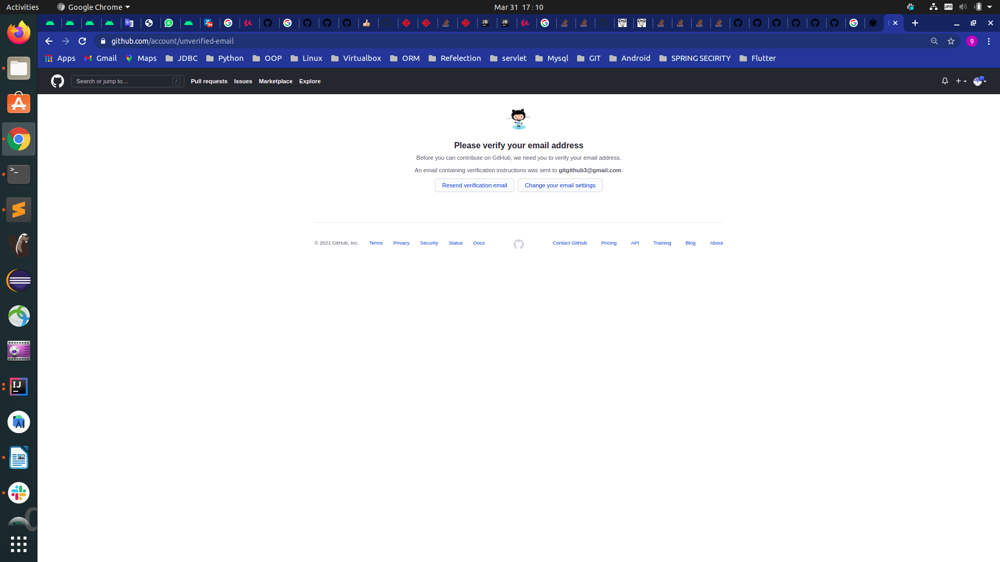 Activities
Google Chrome
Mar 31 17 : 10
VPN
github.com/account/unverified-email
g
Apps
Gmail
Maps
JDBC
Python
OOP
Linux
Virtualbox
ORM
Refelection
servlet
Mysql
GIT
Android
SPRING SECIRITY
Flutter
Search or jump to…
/
Pull requests
Issues
Marketplace
Explore
Please verify your email address
Before you can contribute on GitHub, we need you to verify your email address.
An email containing verification instructions was sent to gitgithub3@gmail.com.
Resend verification email
Change your email settings
© 2021 GitHub, Inc.
Terms
Privacy
Security
Status
Docs
Contact GitHub
Pricing
API
Training
Blog
About
>_
IJ